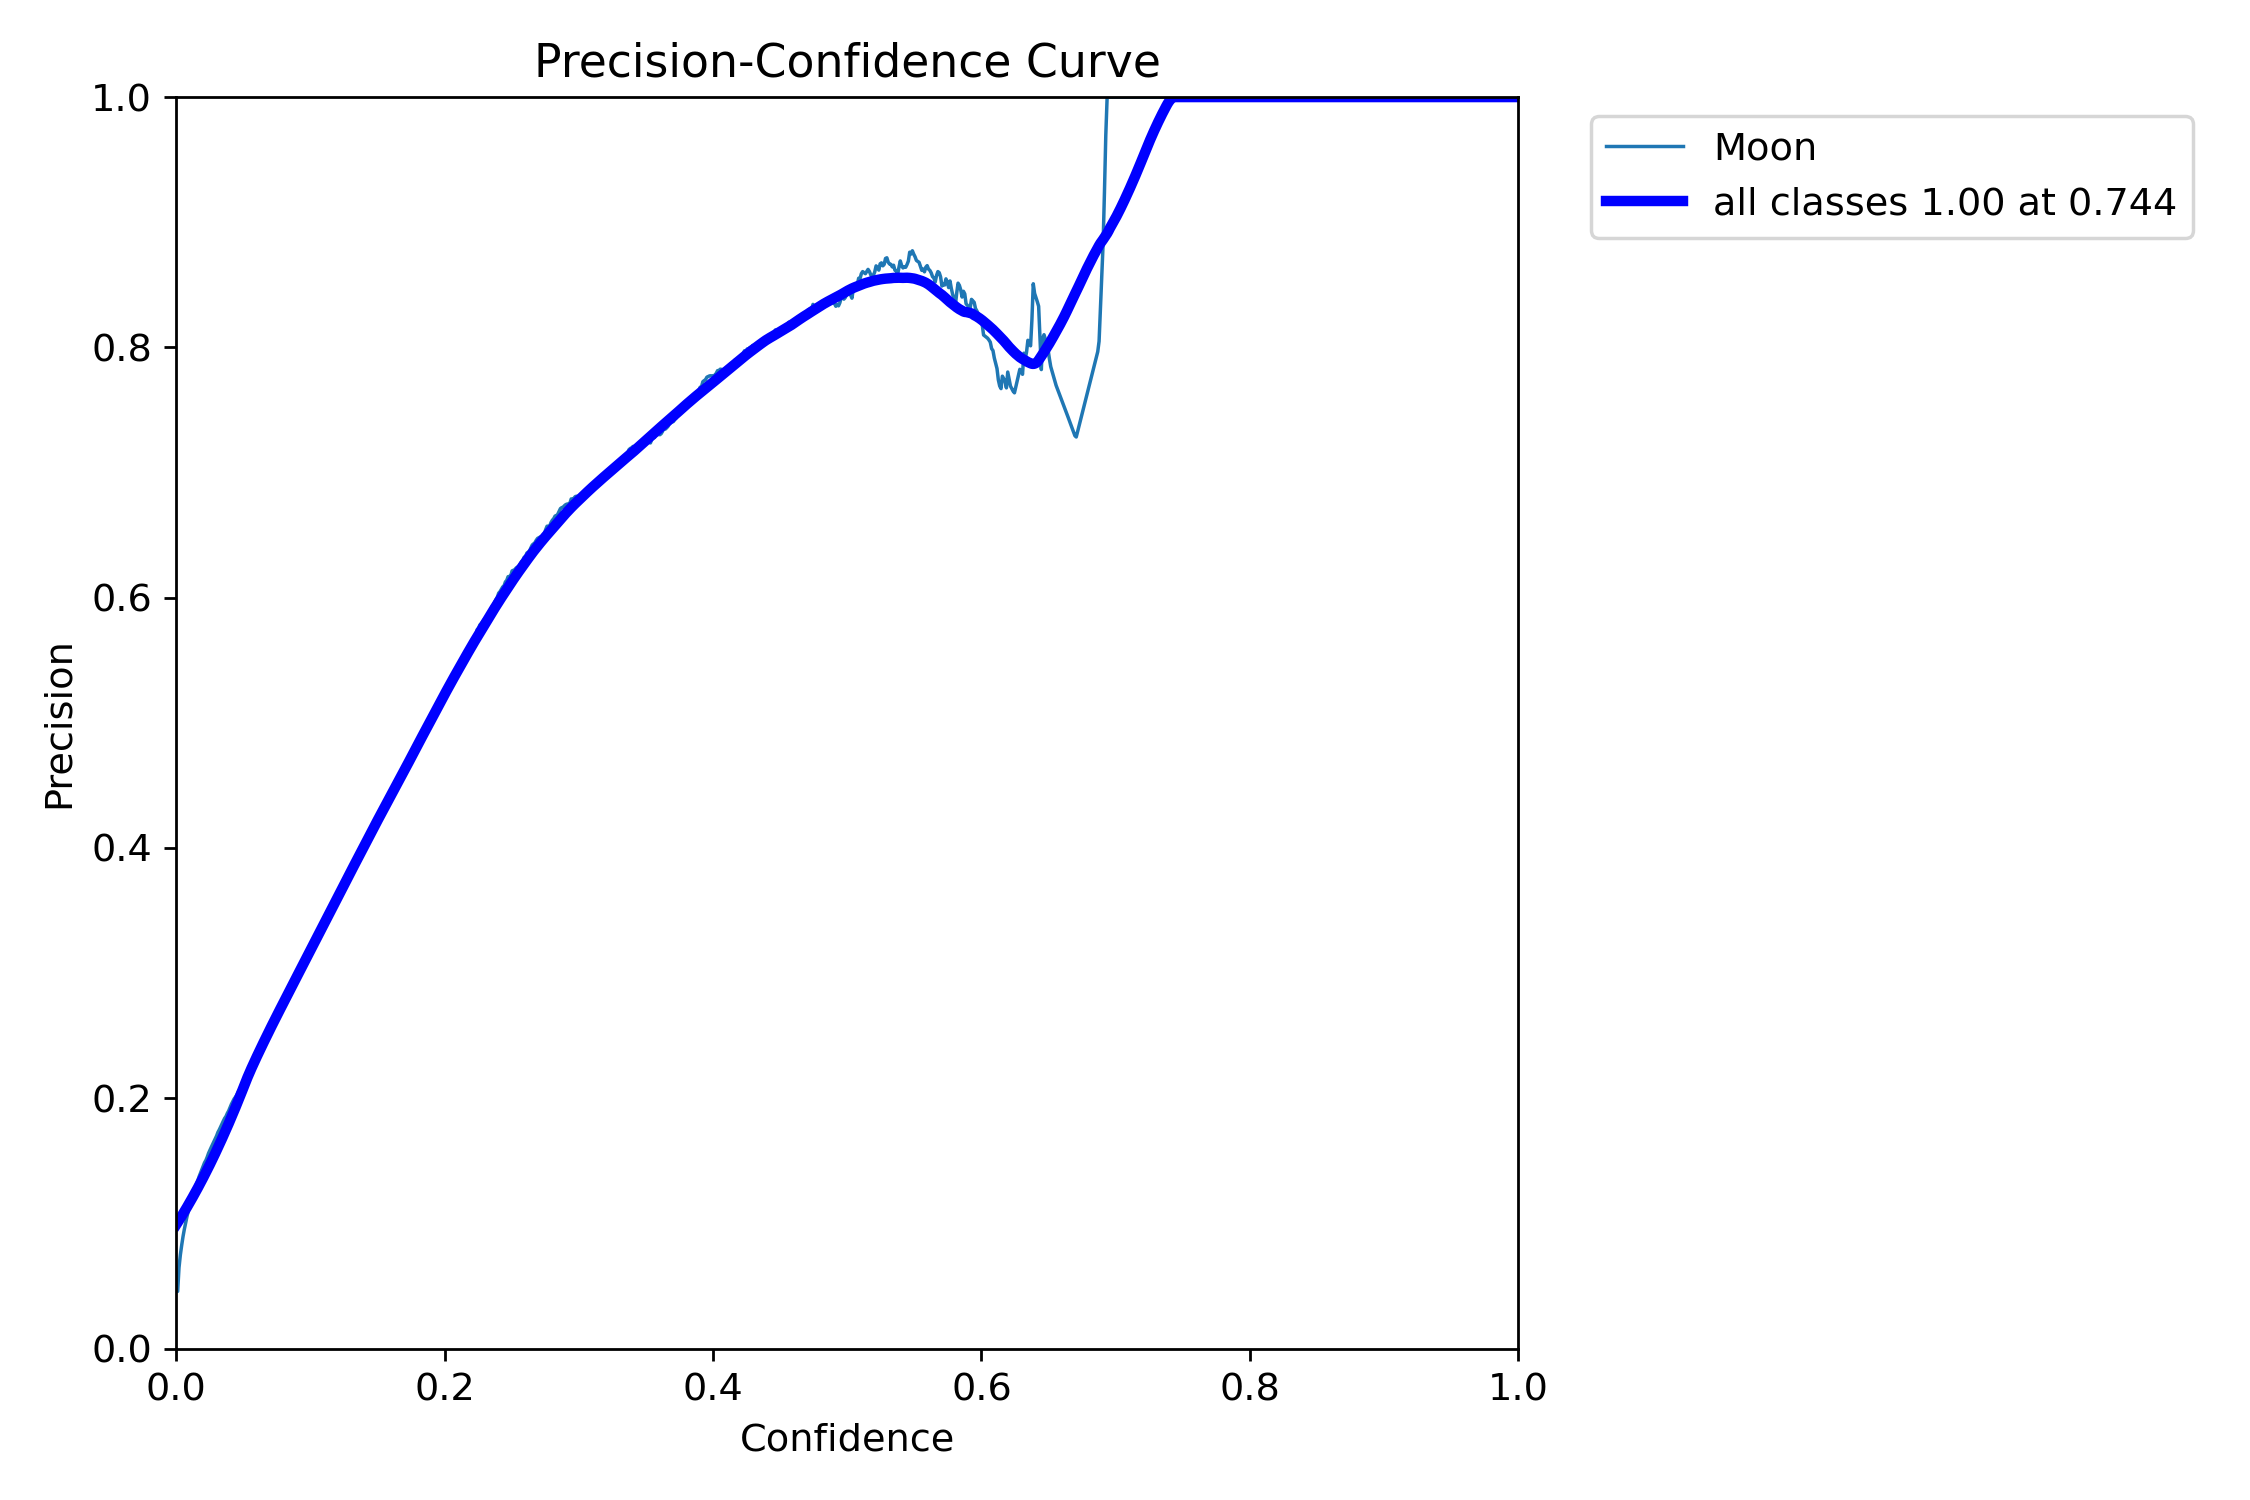 Precision-Confidence Curve
1.0
0.8
0.6
0.4
0.2
0.0
Precision
0.0 0.2 0.4 0.6 0.8 1.0
Confidence
Moon
all classes 1.00 at 0.744